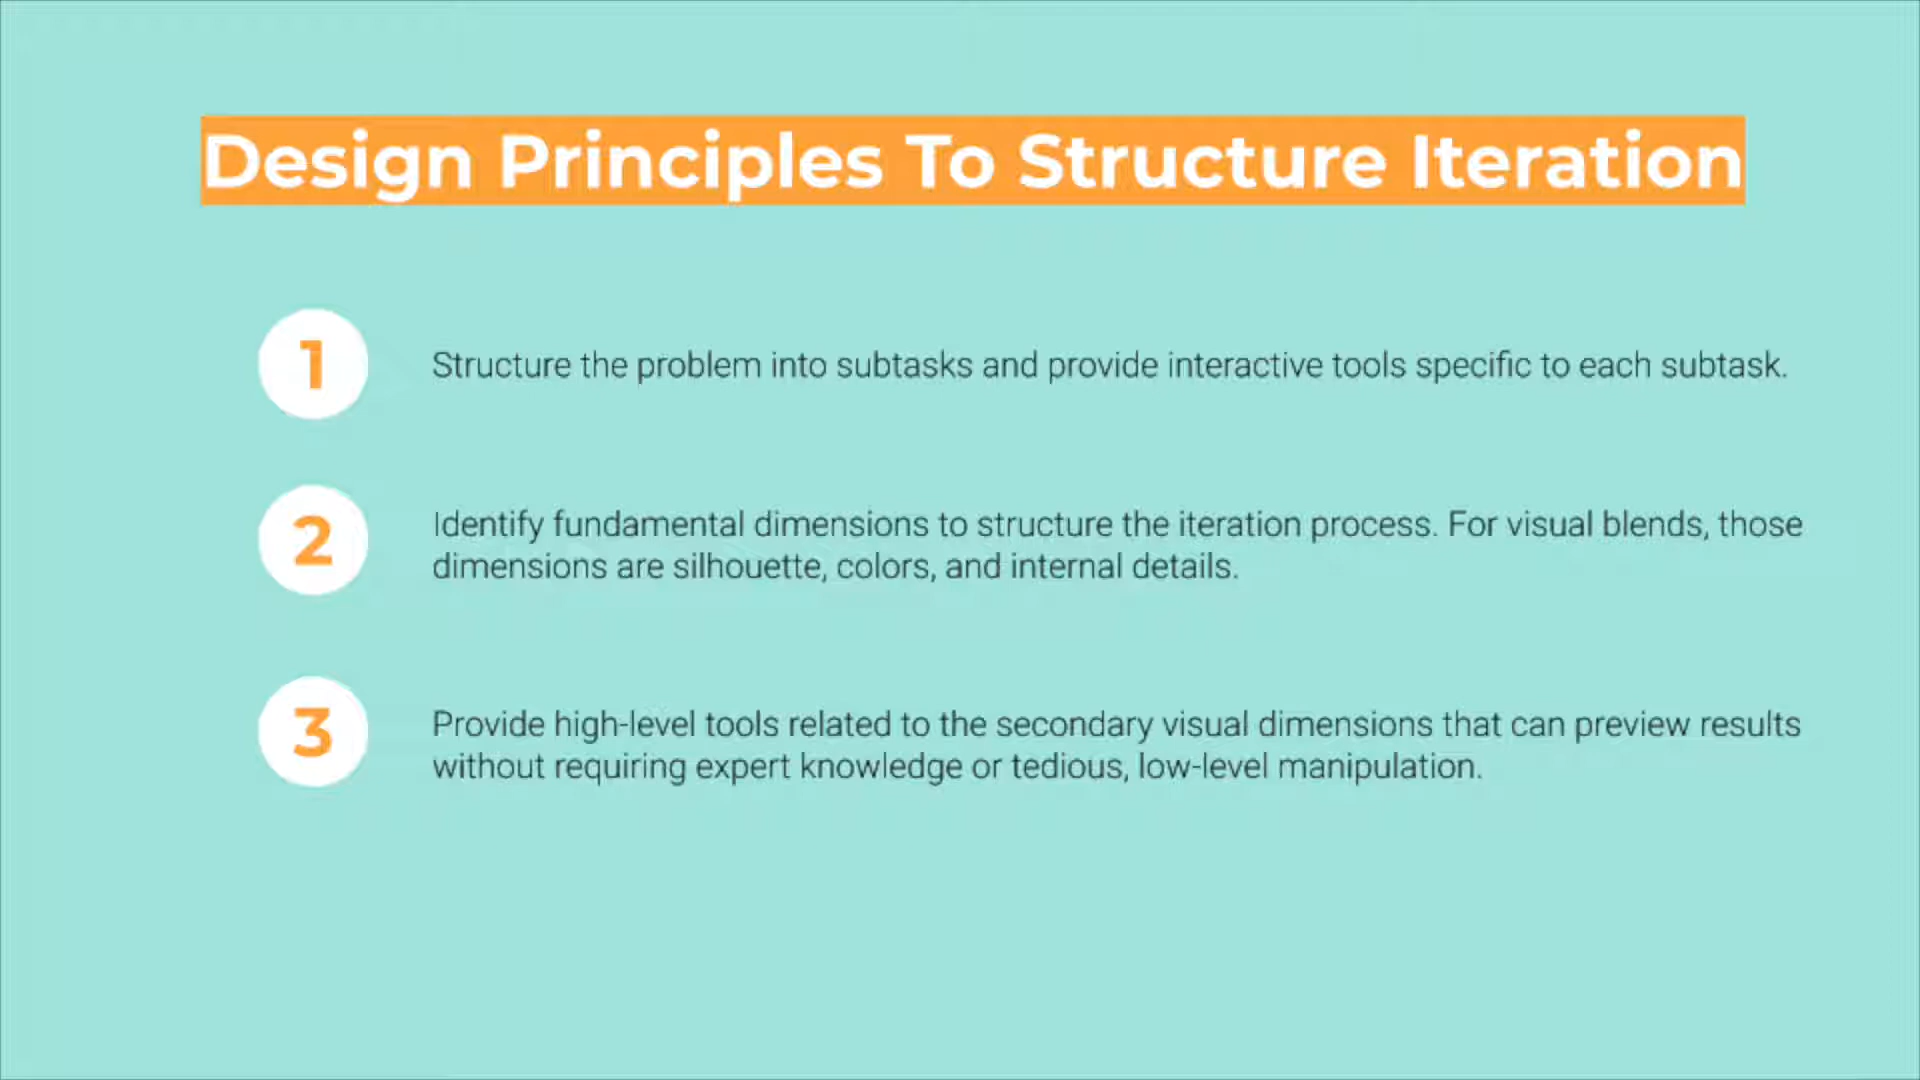 Design Principles To Structure Iteration
1
Structure the problem into subtasks and provide interactive tools specific to each subtask.
2
Identify fundamental dimensions to structure the iteration process. For visual blends, those
dimensions are silhouette, colors, and internal details.
3
Provide high-level tools related to the secondary visual dimensions that can preview results
without requiring expert knowledge or tedious, low-level manipulation.